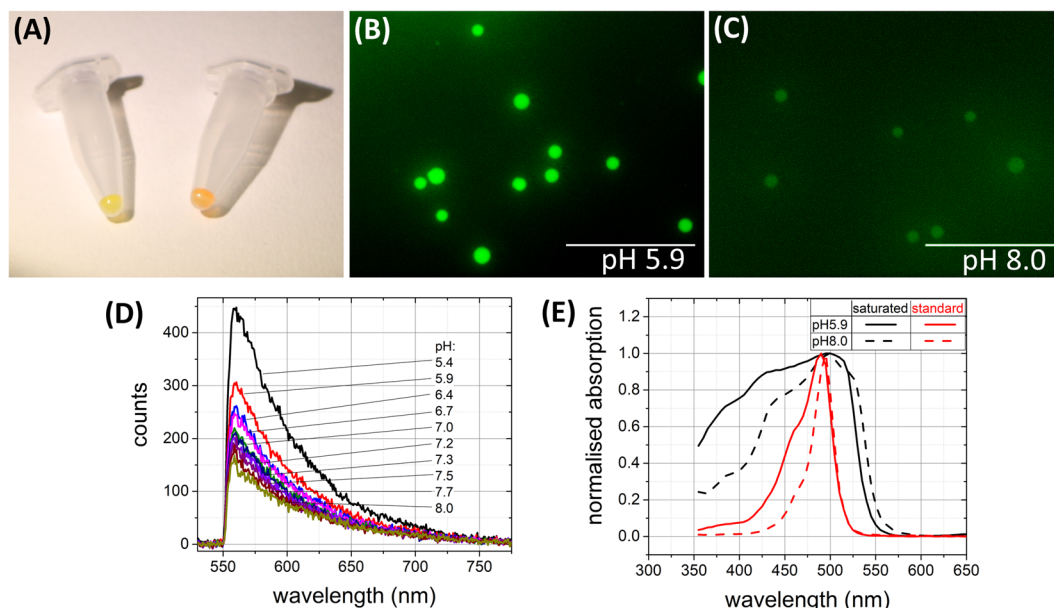 (A)
(B)
pH 5.9
(C)
pH 8.0
(D)
counts
400
300
200
100
0
pH:
5.4
5.9
6.4
6.7
7.0
7.2
7.3
7.5
7.7
8.0
550 600 650 700 750
wavelength (nm)
(E)
normalised absorption
1.2
1.0
0.8
0.6
0.4
0.2
0.0
saturated standard
pH5.9
pH8.0
300 350 400 450 500 550 600 650
wavelength (nm)